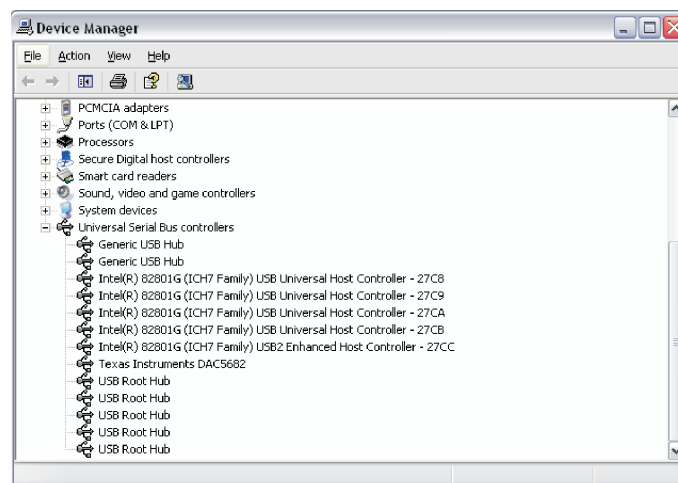 Device Manager
File Action View Help
PCMCIA adapters
Ports (COM & LPT)
Processors
Secure Digital host controllers
Smart card readers
Sound, video and game controllers
System devices
Universal Serial Bus controllers
Generic USB Hub
Generic USB Hub
Intel(R) 82801G (ICH7 Family) USB Universal Host Controller - 27C8
Intel(R) 82801G (ICH7 Family) USB Universal Host Controller - 27C9
Intel(R) 82801G (ICH7 Family) USB Universal Host Controller - 27CA
Intel(R) 82801G (ICH7 Family) USB Universal Host Controller - 27CB
Intel(R) 82801G (ICH7 Family) USB2 Enhanced Host Controller - 27CC
Texas Instruments DAC5682
USB Root Hub
USB Root Hub
USB Root Hub
USB Root Hub
USB Root Hub